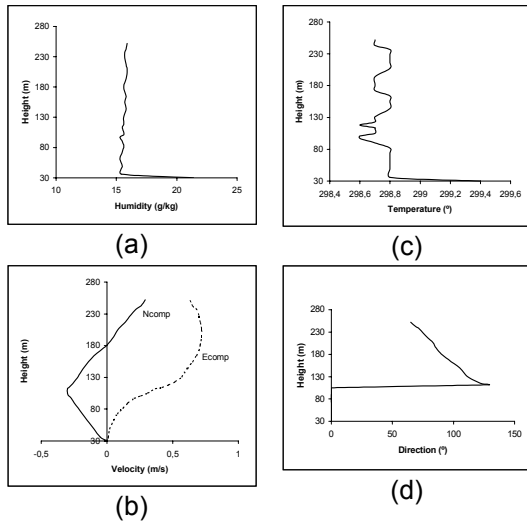 280
230
180
130
80
30
Height (m)
10 15 20 25
Humidity (g/kg)
(a)
280
230
180
130
80
30
Height (m)
298,4 298,6 298,8 299 299,2 299,4 299,6
Temperature (º)
(c)
280
230
180
130
80
30
Height (m)
Ncomp
Ecomp
-0,5 0 0,5 1
Velocity (m/s)
(b)
280
230
180
130
80
30
Height (m)
0 50 100 150
Direction (º)
(d)